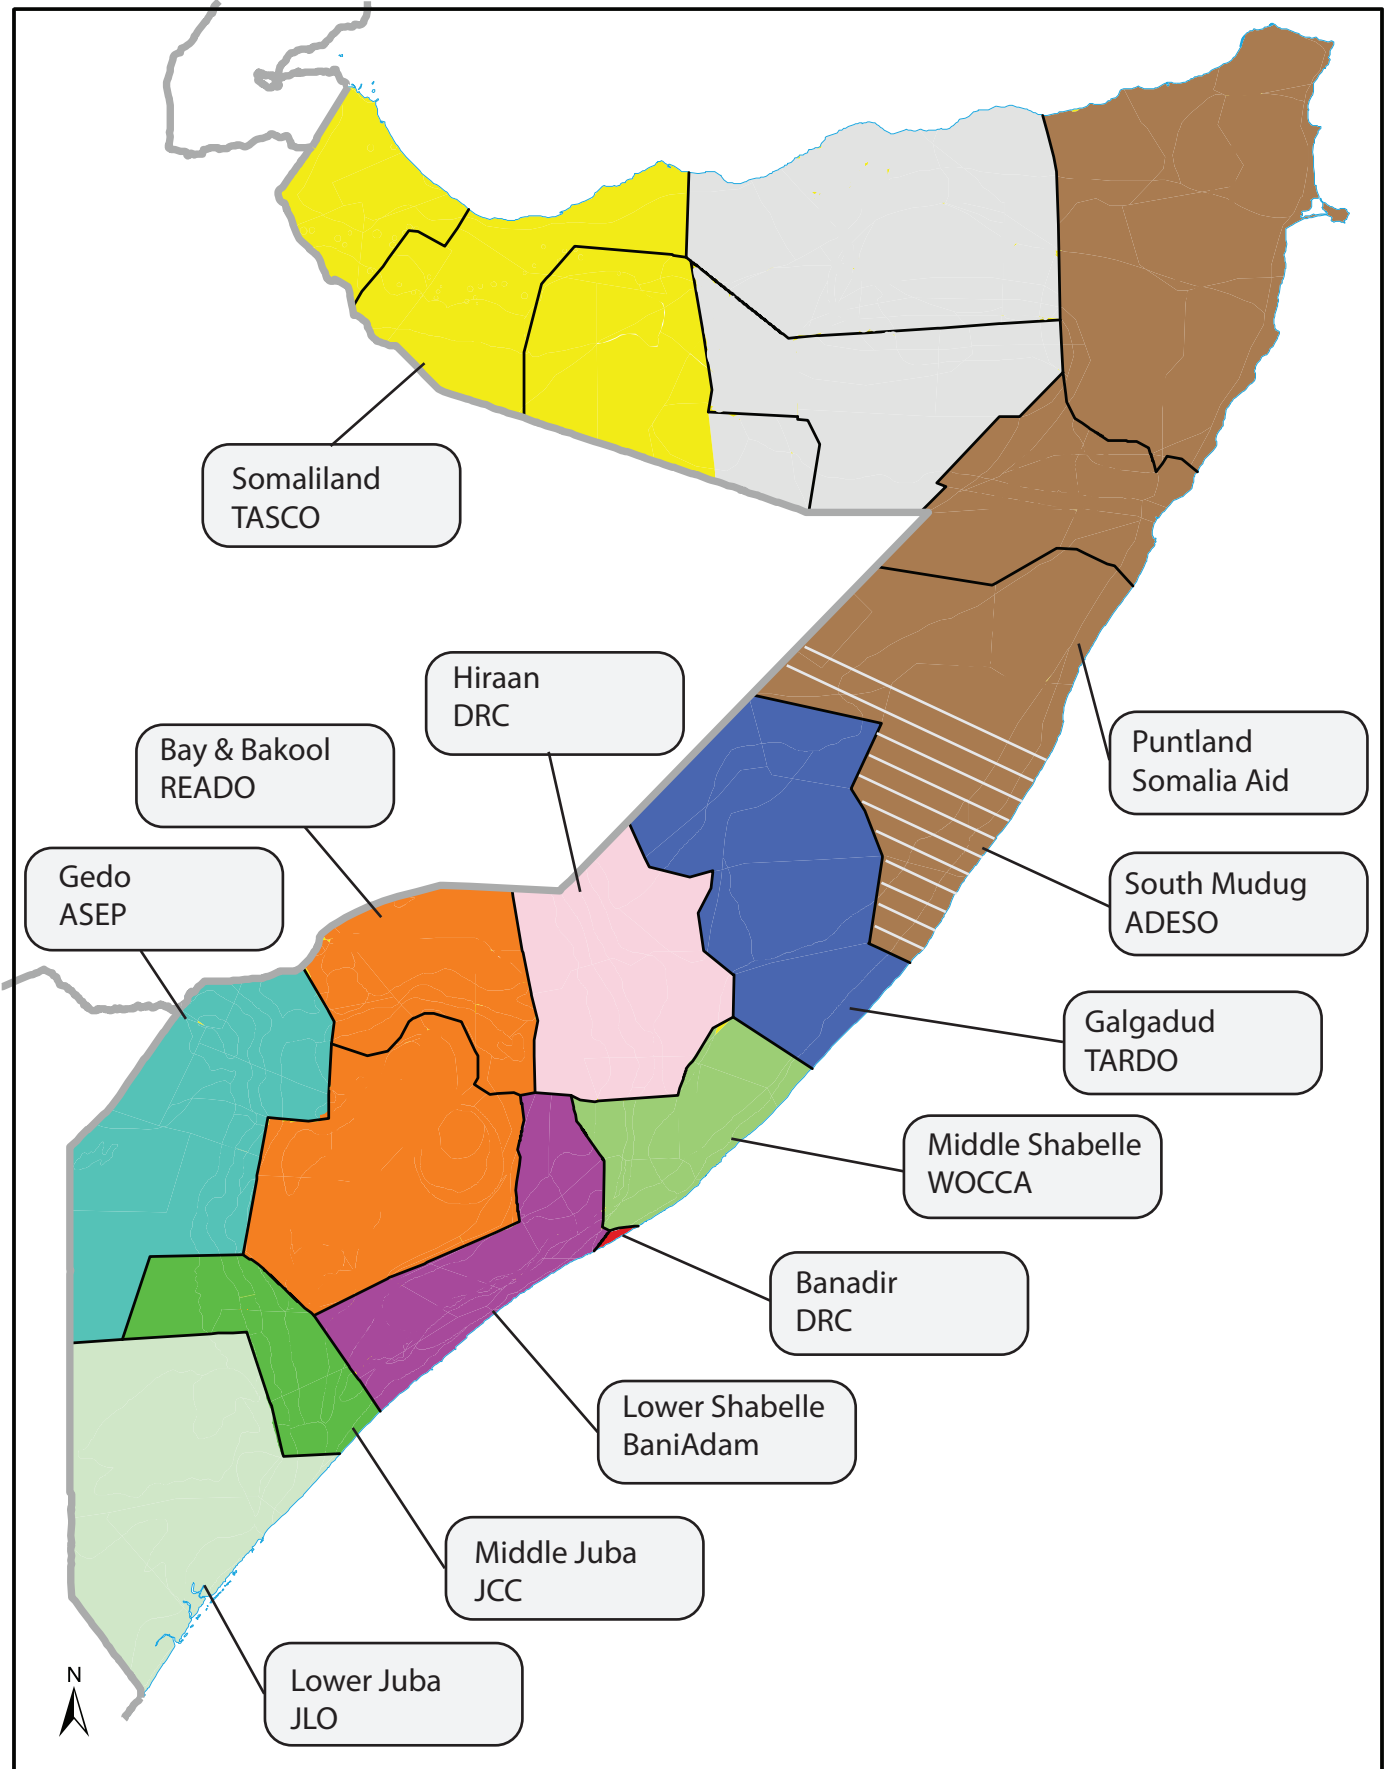 Somaliland
TASCO
Hiraan
DRC
Bay & Bakool
READO
Gedo
ASEP
Puntland
Somalia Aid
South Mudug
ADESO
Galgadud
TARDO
Middle Shabelle
WOCCA
Banadir
DRC
Lower Shabelle
BaniAdam
Middle Juba
JCC
Lower Juba
JLO
N